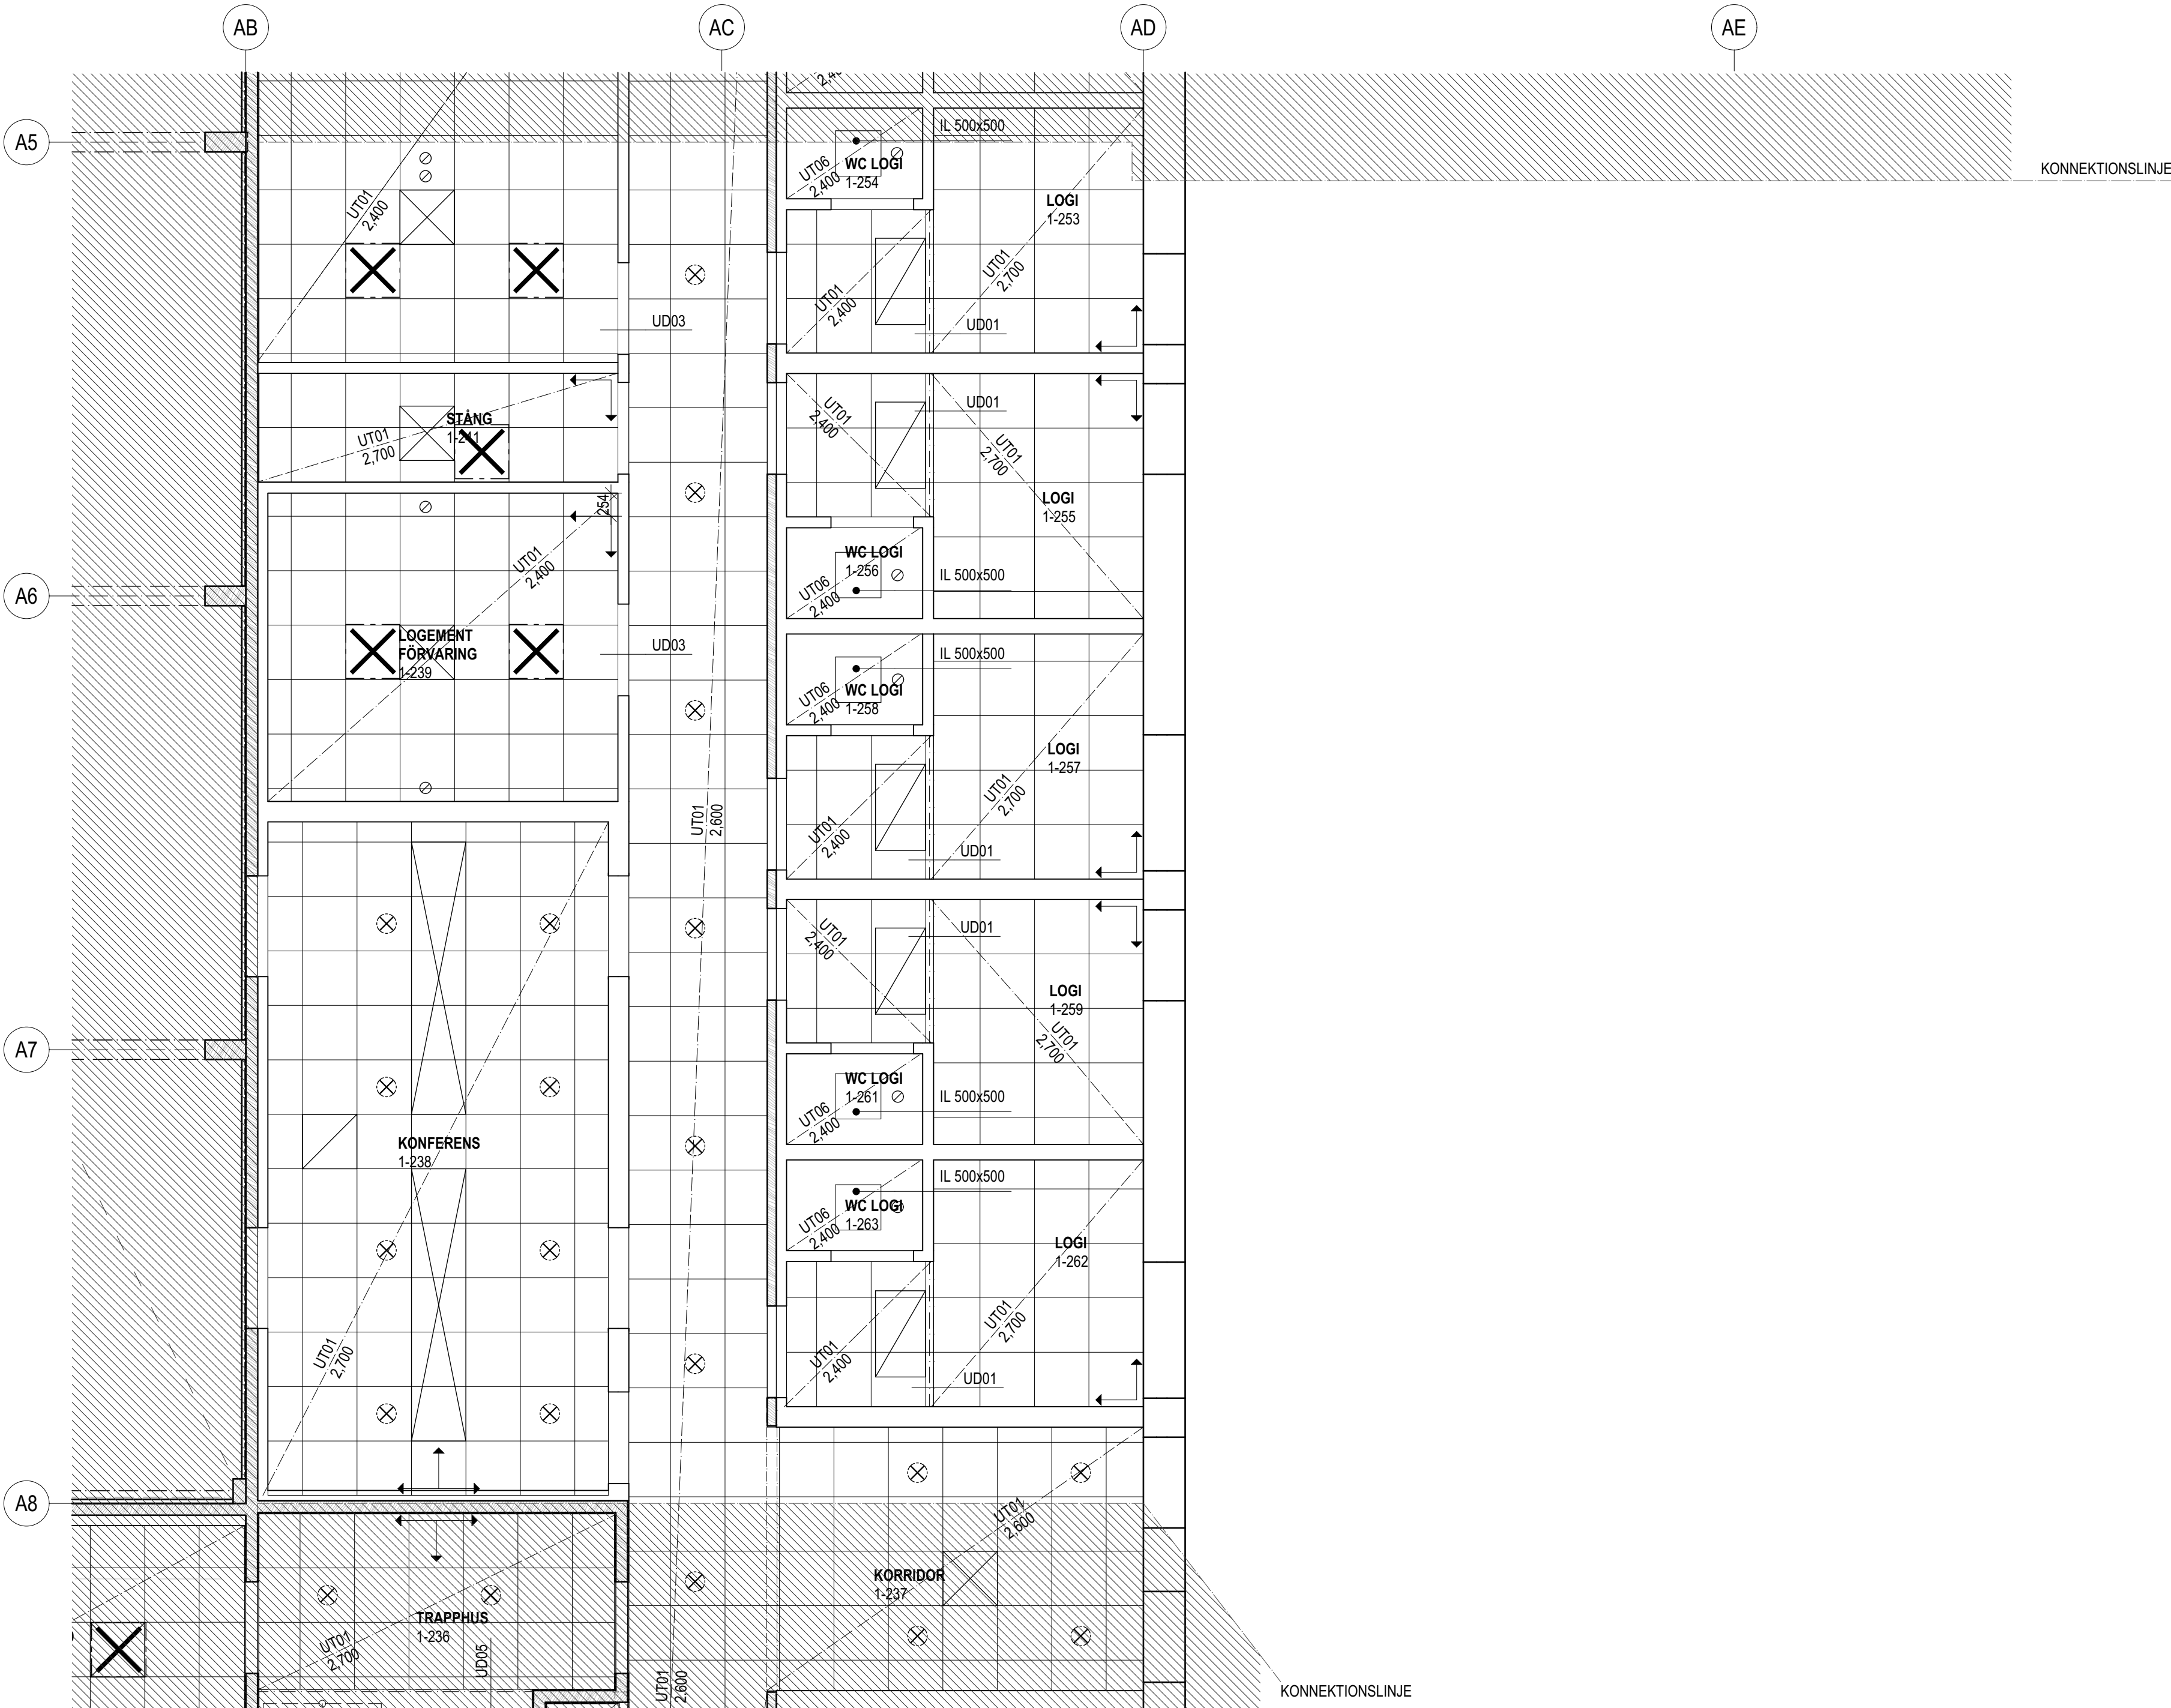 AB
AC
AD
AE
A5
KONNEKTIONSLINJE
IL 500x500
WC LOGI
1-254
UT06
2,400
LOGI
1-253
UT01
2,400
UT01
2,700
UT01
2,400
UD03
UD01
STÅNG
1-241
UT01
2,700
UT01
2,400
UD01
UT01
2,700
LOGI
1-255
254
UT01
2,400
WC LOGI
1-256
IL 500x500
UT06
2,400
A6
LOGEMENT
FÖRVARING
1-239
UD03
IL 500x500
WC LOGI
1-258
UT06
2,400
LOGI
1-257
UT01
2,700
UT01
2,600
UT01
2,400
UD01
UT01
2,400
UD01
LOGI
1-259
UT01
2,700
A7
WC LOGI
1-261
IL 500x500
UT06
2,400
KONFERENS
1-238
IL 500x500
WC LOGI
1-263
UT06
2,400
LOGI
1-262
UT01
2,700
UT01
2,700
UT01
2,400
UD01
A8
UT01
2,600
KORRIDOR
1-237
TRAPPHUS
1-236
UT01
2,700
UD05
UT01
2,600
KONNEKTIONSLINJE